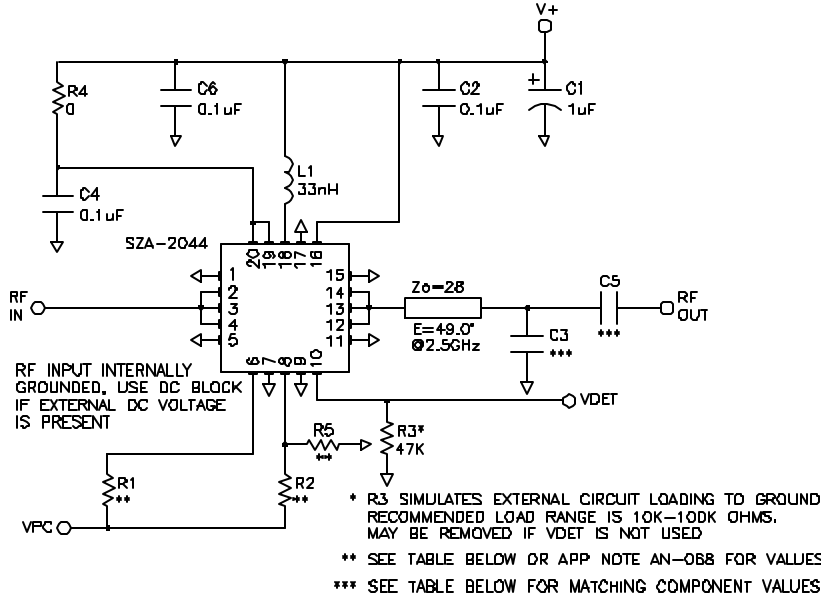 V+
R4
0
C6
0.1uF
C2
0.1uF
C1
1uF
+
C4
0.1uF
L1
33nH
SZA-2044
20
19
18
17
16
1
2
3
4
5
15
14
13
12
11
6
7
8
9
10
RF
IN
Zo=28
E=49.0°
@2.5GHz
C5
***
RF
OUT
C3
***
RF INPUT INTERNALLY
GROUNDED, USE DC BLOCK
IF EXTERNAL DC VOLTAGE
IS PRESENT
VDET
R5
**
R3*
47K
R1
**
R2
**
VPC
* R3 SIMULATES EXTERNAL CIRCUIT LOADING TO GROUND
RECOMMENDED LOAD RANGE IS 10K-100K OHMS.
MAY BE REMOVED IF VDET IS NOT USED
** SEE TABLE BELOW OR APP NOTE AN-068 FOR VALUES
*** SEE TABLE BELOW FOR MATCHING COMPONENT VALUES